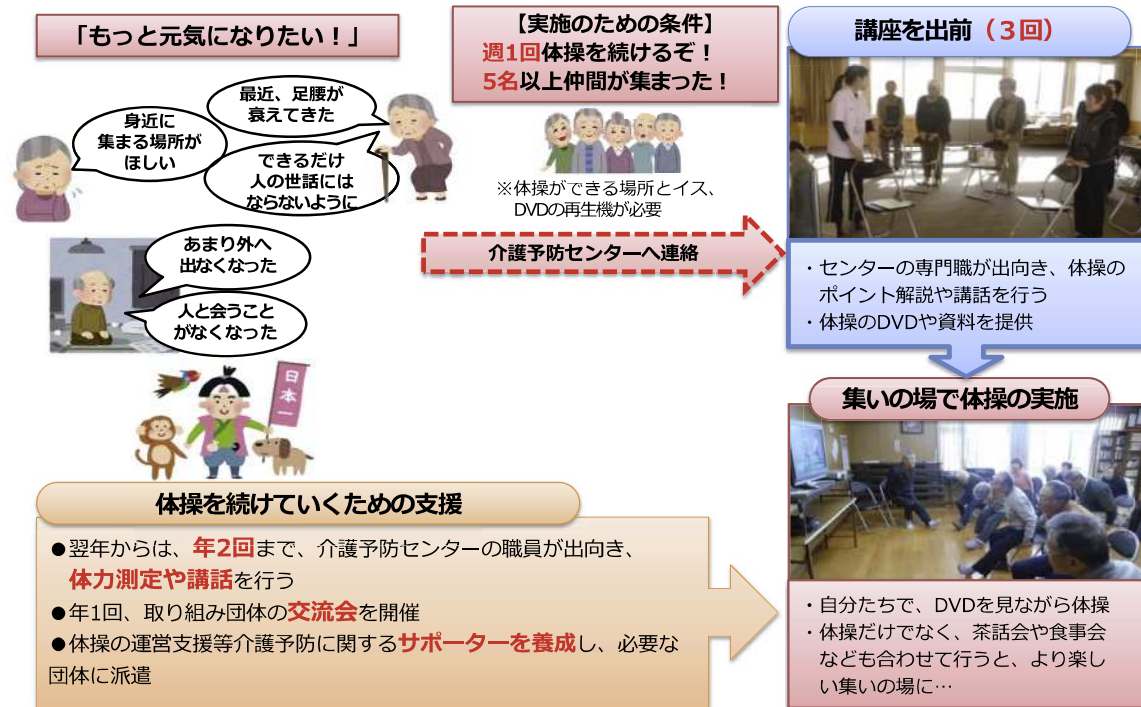 「もっと元気になりたい！」
身近に
集まる場所が
ほしい
最近、足腰が
衰えてきた
できるだけ
人の世話には
ならないように
あまり外へ
出なくなった
人と会うこと
がなくなった
日本一
【実施のための条件】
週1回体操を続けるぞ！
5名以上仲間が集まった！
※体操ができる場所とイス、
DVDの再生機が必要
介護予防センターへ連絡
講座を出前（３回）
・センターの専門職が出向き、体操の
ポイント解説や講話を行う
・体操のDVDや資料を提供
集いの場で体操の実施
・自分たちで、DVDを見ながら体操
・体操だけでなく、茶話会や食事会
なども合わせて行うと、より楽し
い集いの場に…
体操を続けていくための支援
●翌年からは、年2回まで、介護予防センターの職員が出向き、
体力測定や講話を行う
●年1回、取り組み団体の交流会を開催
●体操の運営支援等介護予防に関するサポーターを養成し、必要な
団体に派遣